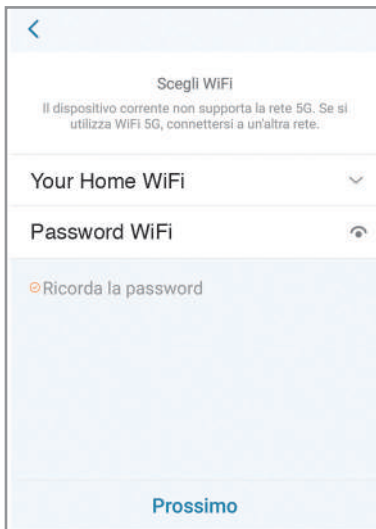 Scegli WiFi
Il dispositivo corrente non supporta la rete 5G. Se si
utilizza WiFi 5G, connettersi a un'altra rete.
Your Home WiFi
Password WiFi
Ricorda la password
Prossimo